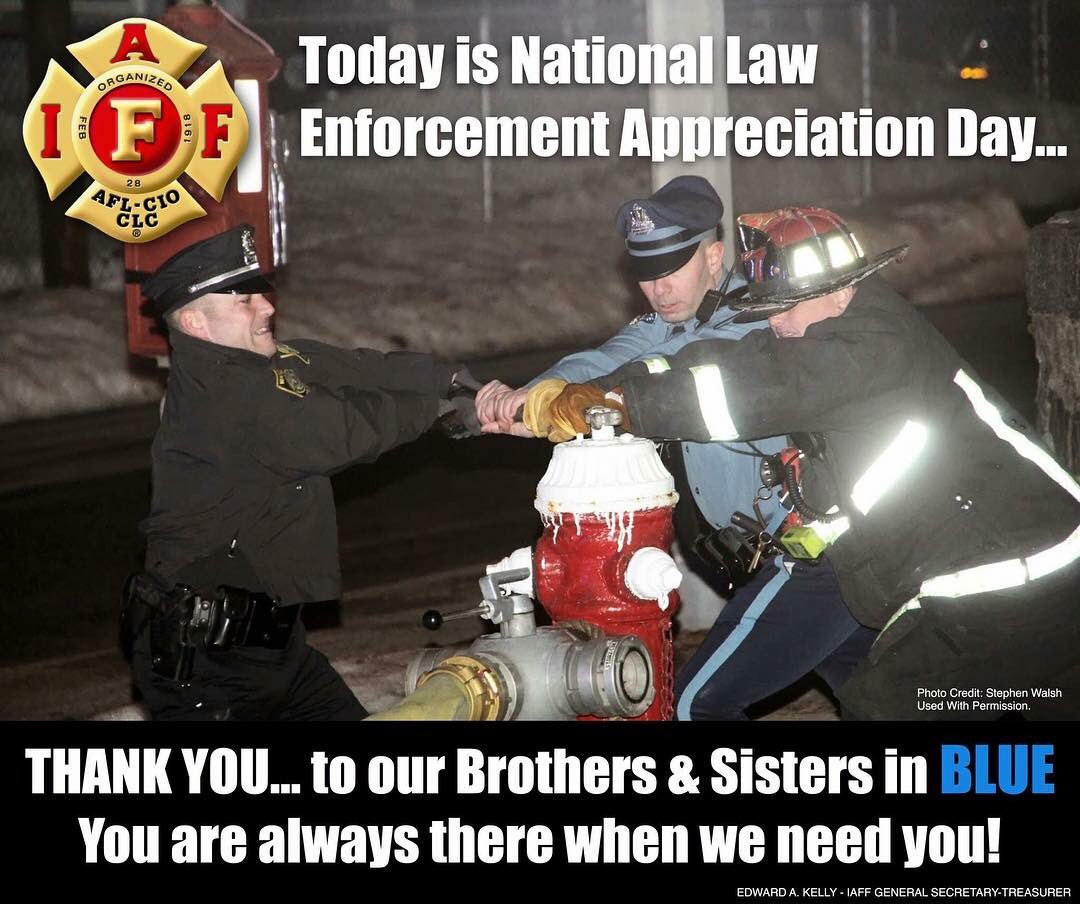 A
ORGANIZED
I F F
FEB 1918
28
AFL-CIO
CLC
®
Today is National Law
Enforcement Appreciation Day...
Photo Credit: Stephen Walsh
Used With Permission.
THANK YOU... to our Brothers & Sisters in BLUE
You are always there when we need you!
EDWARD A. KELLY - IAFF GENERAL SECRETARY-TREASURER